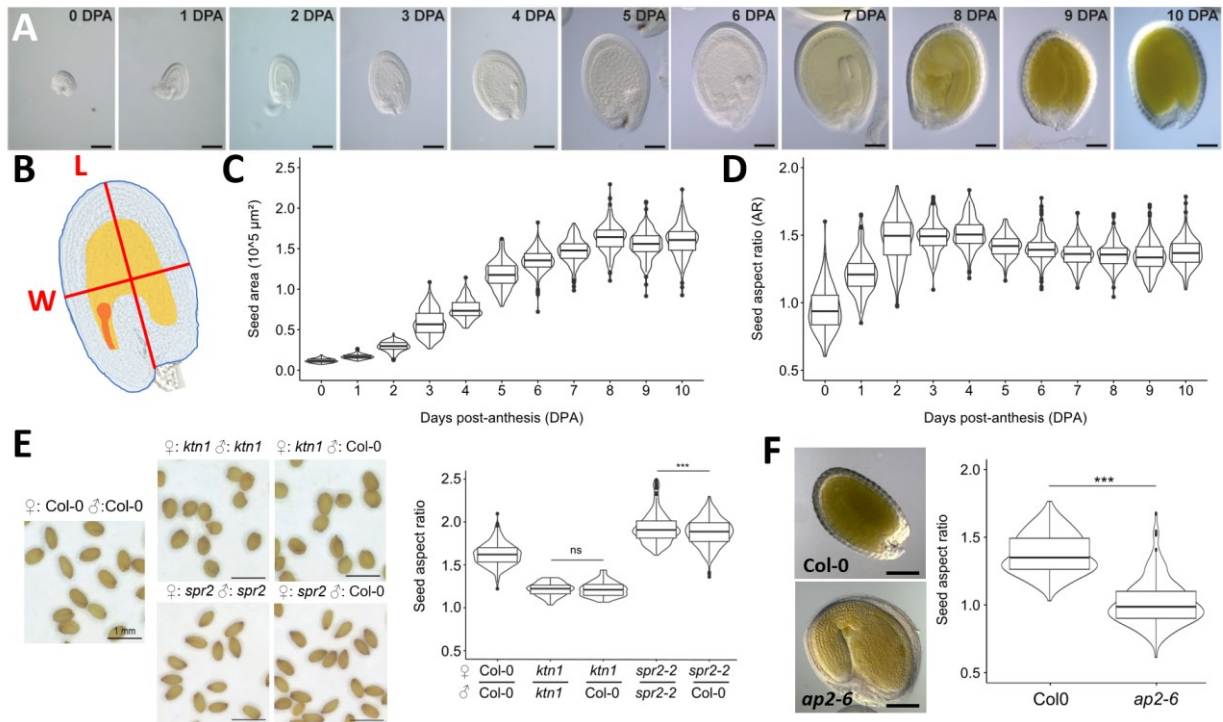 A
0 DPA 1 DPA 2 DPA 3 DPA 4 DPA 5 DPA 6 DPA 7 DPA 8 DPA 9 DPA 10 DPA
B
L
W
C
Seed area (10^5 µm²)
2.5
2.0
1.5
1.0
0.5
0.0
0 1 2 3 4 5 6 7 8 9 10
Days post-anthesis (DPA)
D
Seed aspect ratio (AR)
2.0
1.5
1.0
0.5
0 1 2 3 4 5 6 7 8 9 10
Days post-anthesis (DPA)
E
♀: Col-0 ♂:Col-0
1 mm
♀: ktn1 ♂: ktn1
♀: ktn1 ♂: Col-0
♀: spr2 ♂: spr2
♀: spr2 ♂: Col-0
Seed aspect ratio
2.5
2.0
1.5
1.0
0.5
ns
***
♀ Col-0 ktn1 ktn1 spr2-2 spr2-2
♂ Col-0 ktn1 Col-0 spr2-2 Col-0
F
Col-0
ap2-6
Seed aspect ratio
2.0
1.5
1.0
0.5
***
Col0 ap2-6